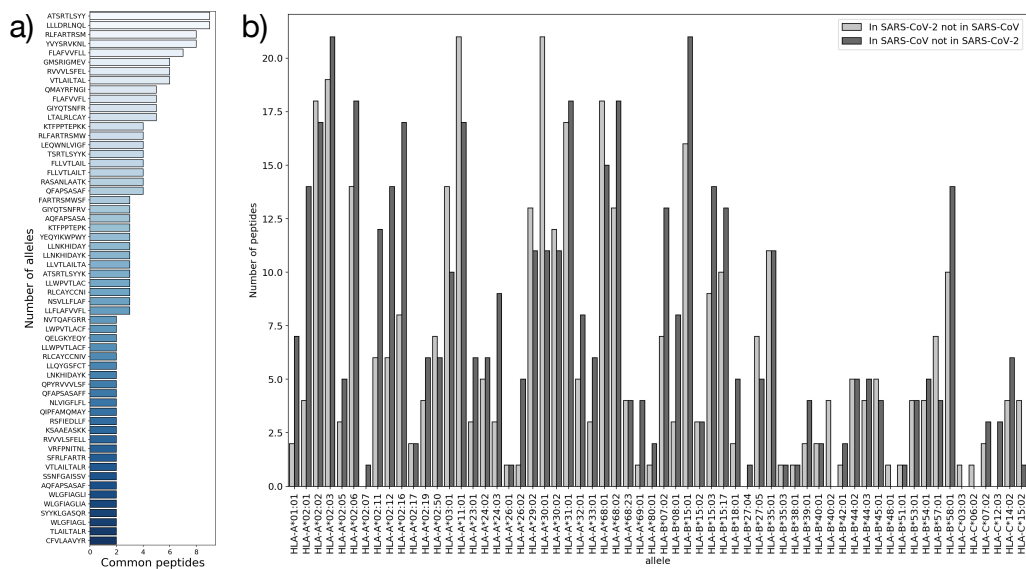 a)
Number of alleles
ATSRTLSYY
LLLDRLNQL
RLFARTRSM
YVYSRVKNL
FLAFVVFLL
GMSRIGMEV
RVVVLSFEL
VTLAILTAL
QMAYRFNGI
FLAFVVFL
GIYQTSNFR
LTALRLCAY
KTFPPTEPKK
RLFARTRSMW
LEQWNLVIGF
TSRTLSYYK
FLLVTLAIL
FLLVTLAILT
RASANLAATK
QFAPSASAF
FARTRSMWSF
GIYQTSNFRV
AQFAPSASA
KTFPPTEPK
YEQYIKWPWY
LLNKHIDAY
LLNKHIDAYK
LLVTLAILTA
ATSRTLSYYK
LLWPVTLAC
RLCAYCCNI
NSVLLFLAF
LLFLAFVVFL
NVTQAFGRR
LWPVTLACF
QELGKYEQY
LLWPVTLACF
RLCAYCCNIV
LLQYGSFCT
LNKHIDAYK
QPYRVVVLSF
QFAPSASAFF
NLVIGFLFL
QIPFAMQMAY
RSFIEDLLF
KSAAEASKK
RVVVLSFELL
VRFPNITNL
SFRLFARTR
VTLAILTALR
SSNFGAISSV
AQFAPSASAF
WLGFIAGLI
WLGFIAGLIA
SYYKLGASQR
WLGFIAGL
TLAILTALR
CFVLAAVYR
0 2 4 6 8
Common peptides
b)
In SARS-CoV-2 not in SARS-CoV
In SARS-CoV not in SARS-CoV-2
Number of peptides
20.0
17.5
15.0
12.5
10.0
7.5
5.0
2.5
0.0
HLA-A*01:01
HLA-A*02:01
HLA-A*02:02
HLA-A*02:03
HLA-A*02:05
HLA-A*02:06
HLA-A*02:07
HLA-A*02:11
HLA-A*02:12
HLA-A*02:16
HLA-A*02:17
HLA-A*02:19
HLA-A*02:50
HLA-A*03:01
HLA-A*11:01
HLA-A*23:01
HLA-A*24:02
HLA-A*24:03
HLA-A*26:01
HLA-A*26:02
HLA-A*29:02
HLA-A*30:01
HLA-A*30:02
HLA-A*31:01
HLA-A*32:01
HLA-A*33:01
HLA-A*68:01
HLA-A*68:02
HLA-A*68:23
HLA-A*69:01
HLA-A*80:01
HLA-B*07:02
HLA-B*08:01
HLA-B*15:01
HLA-B*15:02
HLA-B*15:03
HLA-B*15:17
HLA-B*18:01
HLA-B*27:04
HLA-B*27:05
HLA-B*35:01
HLA-B*35:03
HLA-B*38:01
HLA-B*39:01
HLA-B*40:01
HLA-B*40:02
HLA-B*42:01
HLA-B*44:02
HLA-B*44:03
HLA-B*45:01
HLA-B*48:01
HLA-B*51:01
HLA-B*53:01
HLA-B*54:01
HLA-B*57:01
HLA-B*58:01
HLA-C*03:03
HLA-C*06:02
HLA-C*07:02
HLA-C*12:03
HLA-C*14:02
HLA-C*15:02
allele